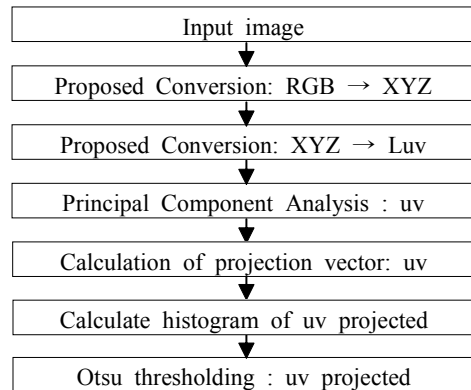 Input image
Proposed Conversion: RGB → XYZ
Proposed Conversion: XYZ → Luv
Principal Component Analysis : uv
Calculation of projection vector: uv
Calculate histogram of uv projected
Otsu thresholding : uv projected